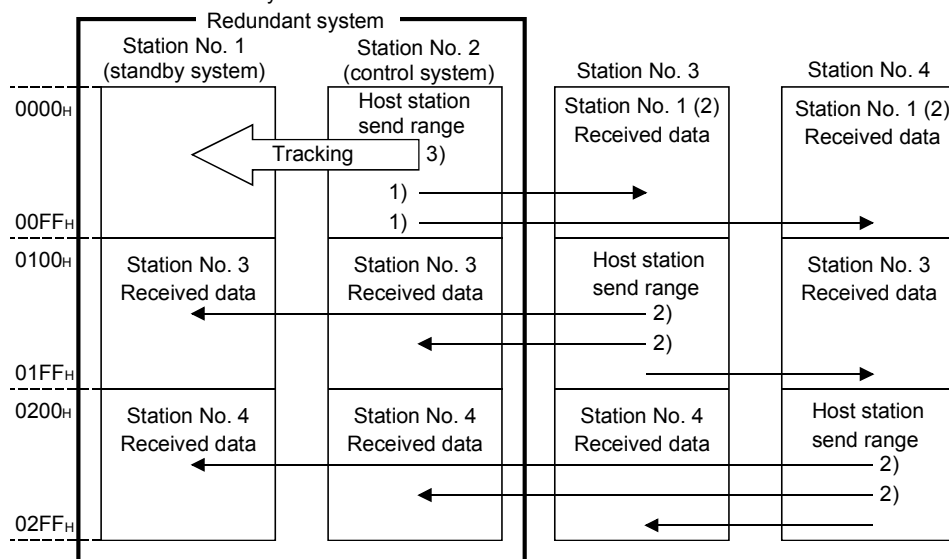 Redundant system
Station No. 1
(standby system)
Station No. 2
(control system)
Station No. 3
Station No. 4
0000H
Host station
send range
Station No. 1 (2)
Received data
Station No. 1 (2)
Received data
Tracking
3)
1)
1)
00FFH
0100H
Station No. 3
Received data
Station No. 3
Received data
Host station
send range
Station No. 3
Received data
2)
2)
01FFH
0200H
Station No. 4
Received data
Station No. 4
Received data
Station No. 4
Received data
Host station
send range
2)
2)
02FFH